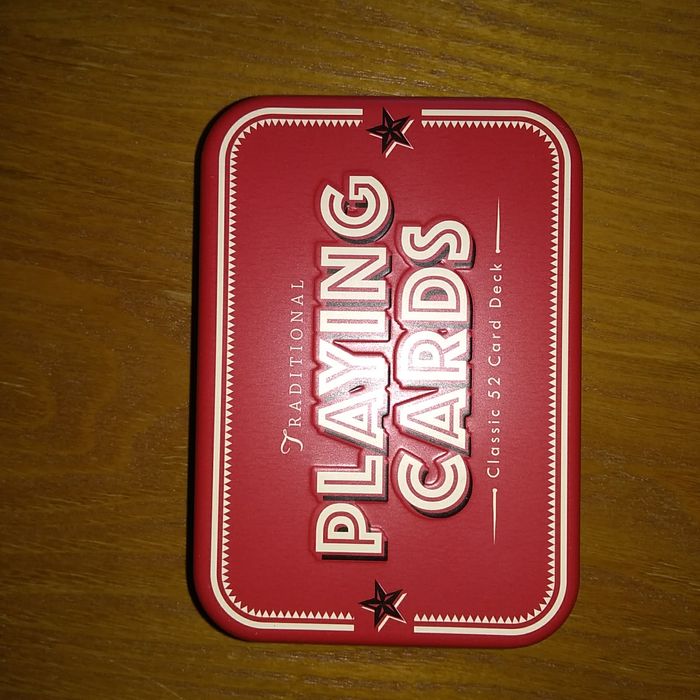 TRADITIONAL
PLAYING
CARDS
Classic 52 Card Deck